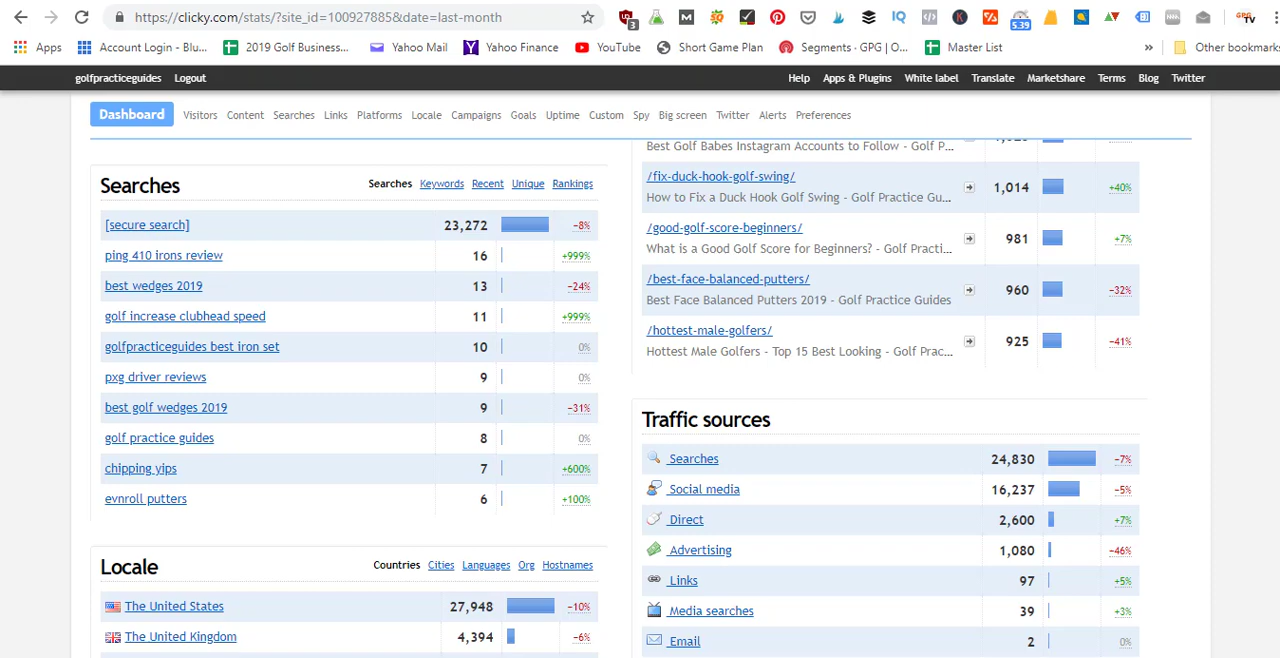 https://clicky.com/stats/?site_id=100927885&date=last-month
3
5.39
GPG TV
Apps
Account Login - Blu...
2019 Golf Business...
Yahoo Mail
Yahoo Finance
YouTube
Short Game Plan
Segments - GPG | O...
Master List
»
Other bookmarks
golfpracticeguides Logout
Help Apps & Plugins White label Translate Marketshare Terms Blog Twitter
Dashboard Visitors Content Searches Links Platforms Locale Campaigns Goals Uptime Custom Spy Big screen Twitter Alerts Preferences
Searches
Searches Keywords Recent Unique Rankings
[secure search] 23,272 -8%
ping 410 irons review 16 +999%
best wedges 2019 13 -24%
golf increase clubhead speed 11 +999%
golfpracticeguides best iron set 10 0%
pxg driver reviews 9 0%
best golf wedges 2019 9 -31%
golf practice guides 8 0%
chipping yips 7 +600%
evnroll putters 6 +100%
Locale
Countries Cities Languages Org Hostnames
The United States 27,948 -10%
The United Kingdom 4,394 -6%
Best Golf Babes Instagram Accounts to Follow - Golf P...
/fix-duck-hook-golf-swing/
How to Fix a Duck Hook Golf Swing - Golf Practice Gu... 1,014 +40%
/good-golf-score-beginners/
What is a Good Golf Score for Beginners? - Golf Practi... 981 +7%
/best-face-balanced-putters/
Best Face Balanced Putters 2019 - Golf Practice Guides 960 -32%
/hottest-male-golfers/
Hottest Male Golfers - Top 15 Best Looking - Golf Prac... 925 -41%
Traffic sources
Searches 24,830 -7%
Social media 16,237 -5%
Direct 2,600 +7%
Advertising 1,080 -46%
Links 97 +5%
Media searches 39 +3%
Email 2 0%